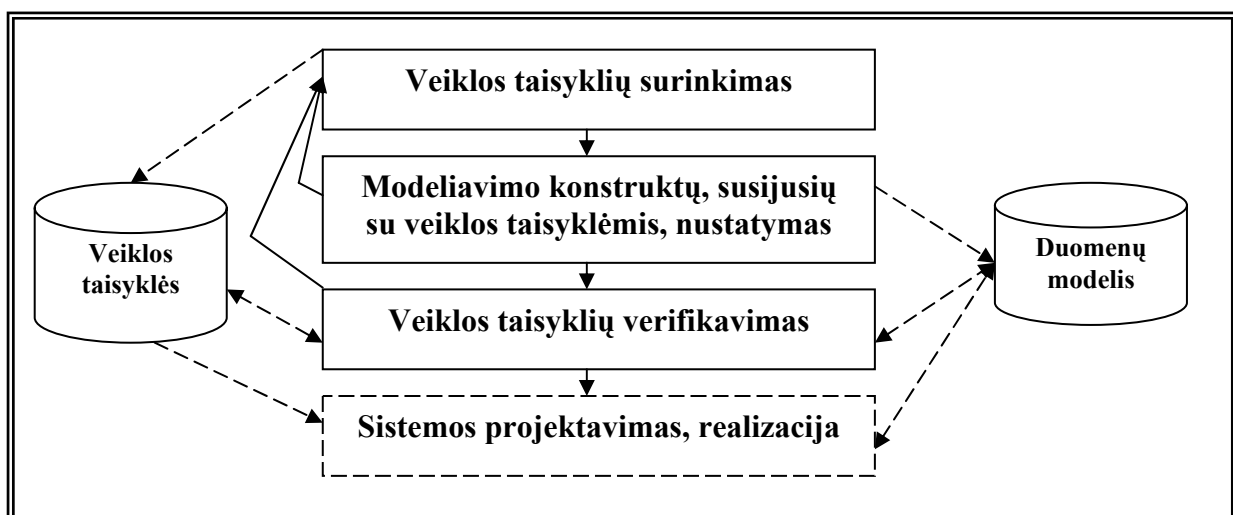 Veiklos taisyklių surinkimas
Modeliavimo konstruktų, susijusių
su veiklos taisyklėmis, nustatymas
Veiklos
taisyklės
Duomenų
modelis
Veiklos taisyklių verifikavimas
Sistemos projektavimas, realizacija